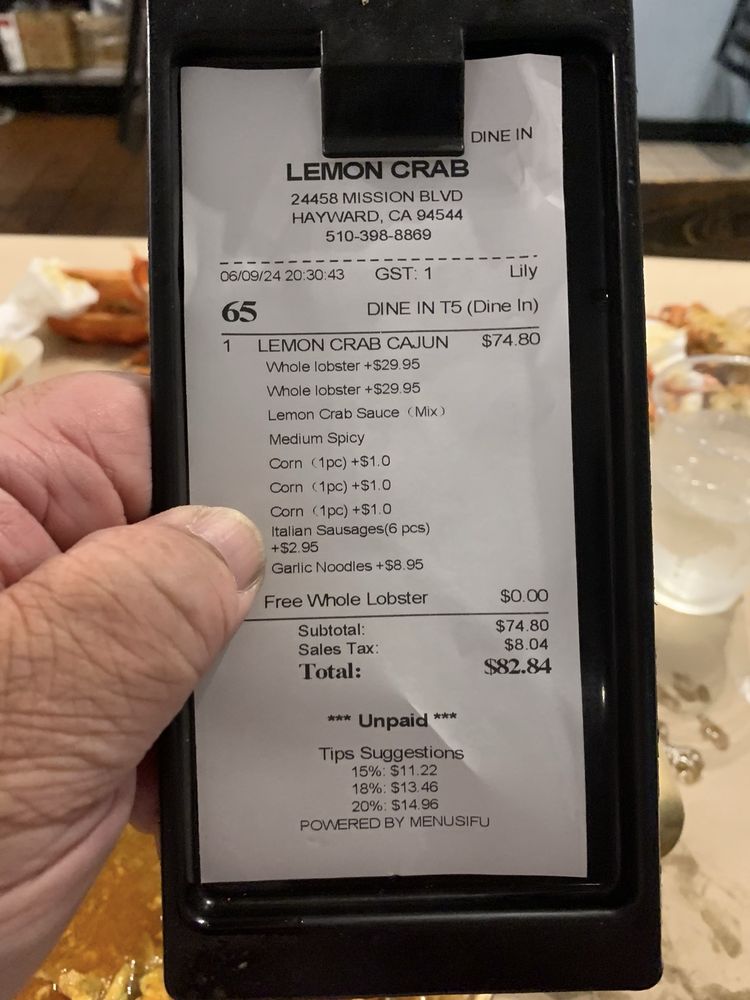 DINE IN
LEMON CRAB
24458 MISSION BLVD
HAYWARD, CA 94544
510-398-8869
06/09/24 20:30:43 GST: 1 Lily
65 DINE IN T5 (Dine In)
1 LEMON CRAB CAJUN $74.80
Whole lobster +$29.95
Whole lobster +$29.95
Lemon Crab Sauce（Mix）
Medium Spicy
Corn（1pc) +$1.0
Corn（1pc) +$1.0
Corn（1pc) +$1.0
Italian Sausages(6 pcs)
+$2.95
Garlic Noodles +$8.95
Free Whole Lobster $0.00
Subtotal: $74.80
Sales Tax: $8.04
Total: $82.84
*** Unpaid ***
Tips Suggestions
15%: $11.22
18%: $13.46
20%: $14.96
POWERED BY MENUSIFU